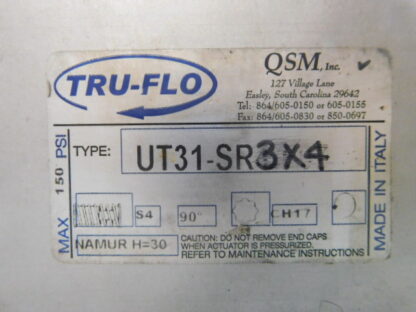 TRU-FLO
QSM, Inc.
127 Village Lane
Easley, South Carolina 29642
Tel: 864/605-0150 or 605-0155
Fax: 864/605-0830 or 850-0697
MAX 150 PSI
TYPE: UT31-SR3X4
S4 90° CH17
NAMUR H=30
CAUTION: DO NOT REMOVE END CAPS
WHEN ACTUATOR IS PRESSURIZED.
REFER TO MAINTENANCE INSTRUCTIONS
MADE IN ITALY